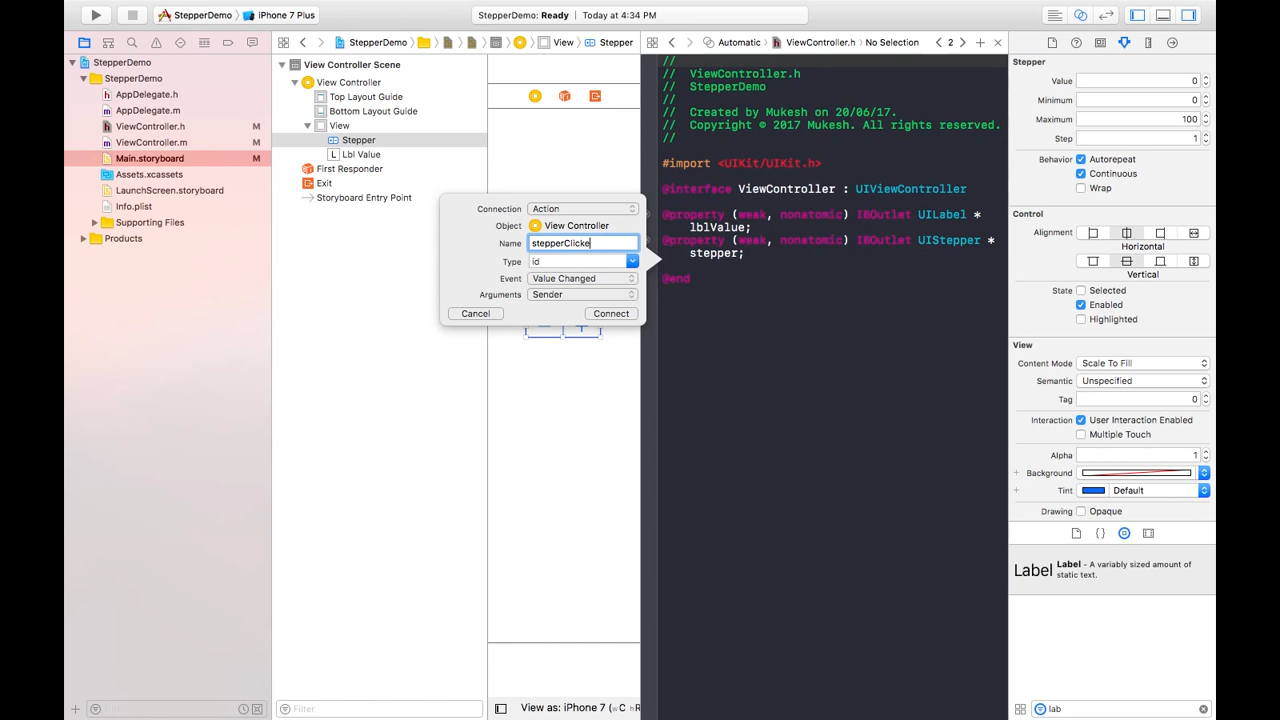 StepperDemo
iPhone 7 Plus
StepperDemo: Ready
Today at 4:34 PM
StepperDemo
View
Stepper
Automatic
ViewController.h
No Selection
2
StepperDemo
StepperDemo
AppDelegate.h
AppDelegate.m
ViewController.h M
ViewController.m M
Main.storyboard M
Assets.xcassets
LaunchScreen.storyboard
Info.plist
Supporting Files
Products
View Controller Scene
View Controller
Top Layout Guide
Bottom Layout Guide
View
Stepper
L Lbl Value
First Responder
Exit
Storyboard Entry Point
Connection Action
Object View Controller
Name stepperClicke
Type id
Event Value Changed
Arguments Sender
Cancel Connect
//
// ViewController.h
// StepperDemo
//
// Created by Mukesh on 20/06/17.
// Copyright © 2017 Mukesh. All rights reserved.
//
#import <UIKit/UIKit.h>
@interface ViewController : UIViewController
@property (weak, nonatomic) IBOutlet UILabel *
lblValue;
@property (weak, nonatomic) IBOutlet UIStepper *
stepper;
@end
Stepper
Value 0
Minimum 0
Maximum 100
Step 1
Behavior Autorepeat
Continuous
Wrap
Control
Alignment
Horizontal
Vertical
State Selected
Enabled
Highlighted
View
Content Mode Scale To Fill
Semantic Unspecified
Tag 0
Interaction User Interaction Enabled
Multiple Touch
Alpha 1
Background
Tint Default
Drawing Opaque
Label
Label - A variably sized amount of
static text.
Filter
Filter
View as: iPhone 7 (wC hR
lab